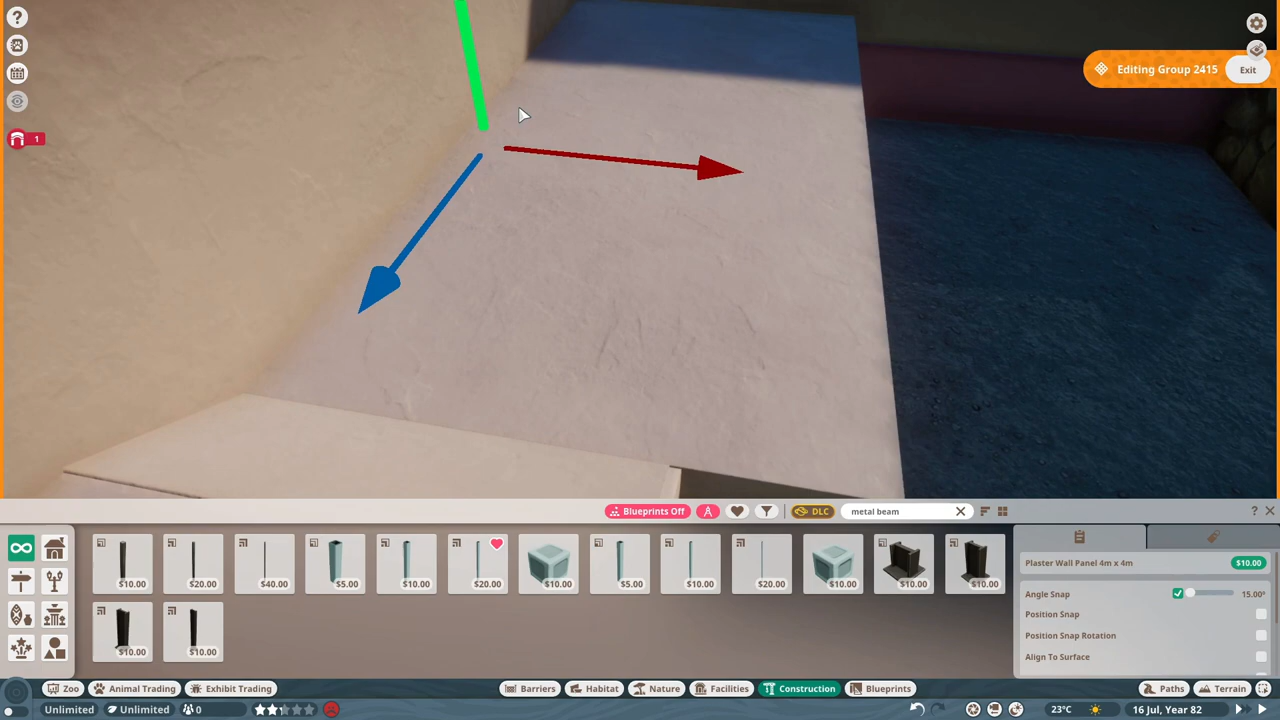 ?
Editing Group 2415
Exit
1
Blueprints Off
DLC
metal beam
?
$10.00
$20.00
$40.00
$5.00
$10.00
$20.00
$10.00
$5.00
$10.00
$20.00
$10.00
$10.00
$10.00
$10.00
$10.00
Plaster Wall Panel 4m x 4m
$10.00
Angle Snap
15.00°
Position Snap
Position Snap Rotation
Align To Surface
Zoo
Animal Trading
Exhibit Trading
Barriers
Habitat
Nature
Facilities
Construction
Blueprints
Paths
Terrain
Unlimited
Unlimited
0
23°C
16 Jul, Year 82